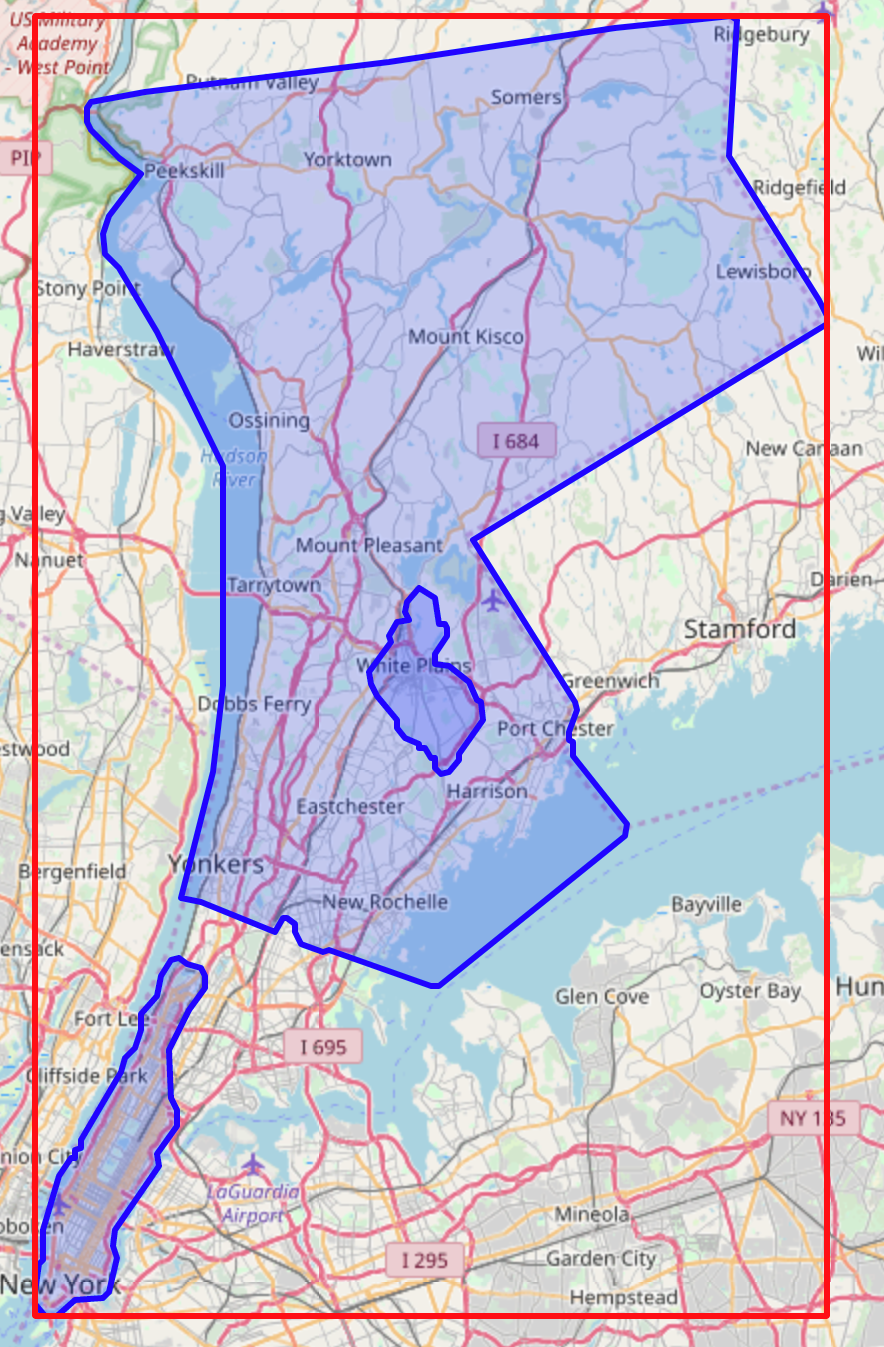 US Military
Academy
- West Point
Ridgebury
Putnam Valley
Somers
PIP
Yorktown
Peekskill
Ridgefield
Lewisboro
Stony Point
Mount Kisco
Haverstraw
Wil
Ossining
I 684
New Canaan
Hudson
River
g Valley
Mount Pleasant
Nanuet
Tarrytown
Darien
Stamford
White Plains
Greenwich
Dobbs Ferry
Port Chester
stwood
Harrison
Eastchester
Yonkers
Bergenfield
New Rochelle
Bayville
ensack
Glen Cove
Oyster Bay
Hun
Fort Lee
I 695
Cliffside Park
NY 135
nion City
LaGuardia
Airport
Mineola
oboken
I 295
Garden City
New York
Hempstead